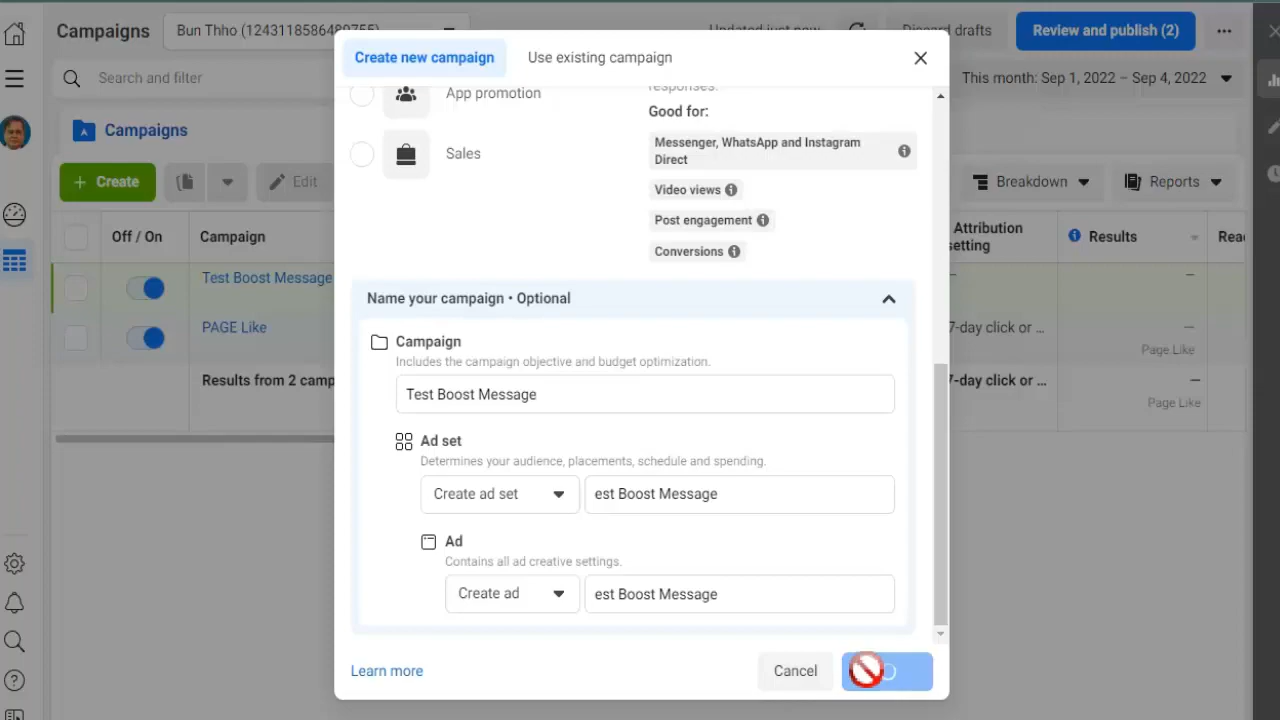 Campaigns
Bun Thho (1243118586489755)
Updated just now
Discard drafts
Review and publish (2)
Create new campaign
Use existing campaign
Search and filter
This month: Sep 1, 2022 – Sep 4, 2022
App promotion
responses.
Good for:
Campaigns
Messenger, WhatsApp and Instagram
Direct
Sales
+ Create
Edit
Breakdown
Reports
Video views
Post engagement
Off / On
Campaign
Attribution
setting
Results
Reac
Conversions
Test Boost Message
—
—
Name your campaign • Optional
PAGE Like
7-day click or ...
—
Page Like
Campaign
Includes the campaign objective and budget optimization.
Results from 2 camp
7-day click or ...
—
Page Like
Test Boost Message
Ad set
Determines your audience, placements, schedule and spending.
Create ad set
est Boost Message
Ad
Contains all ad creative settings.
Create ad
est Boost Message
Learn more
Cancel